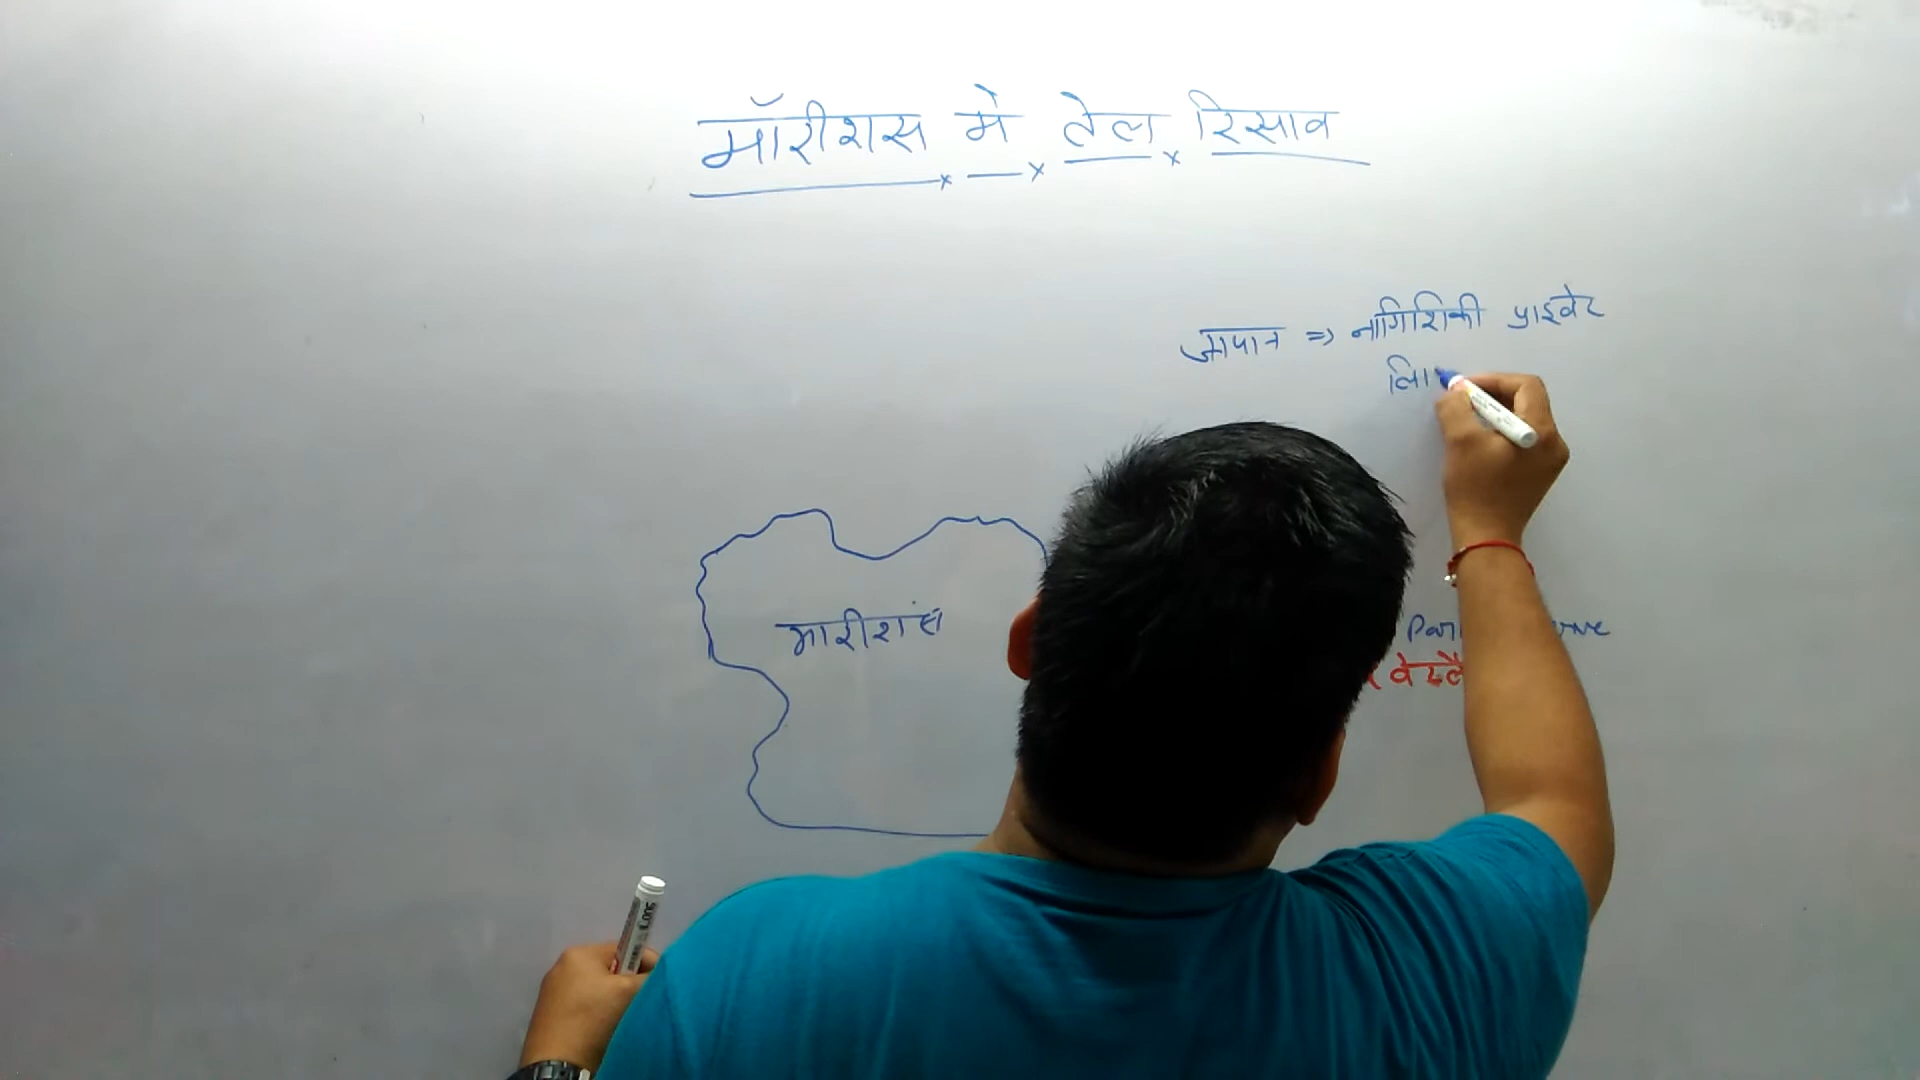 मॉरीशस में तेल रिसाव
जापान => नागिशिकी प्राइवेट
लि
मारीशस